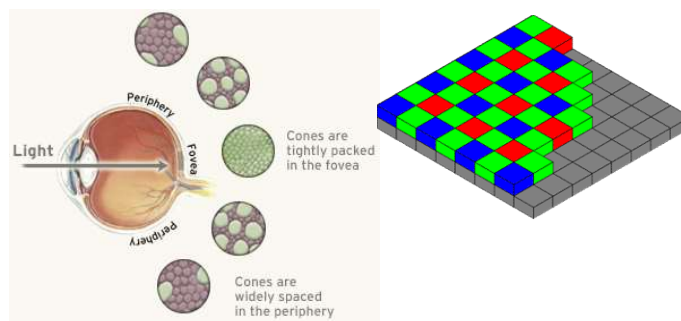 Periphery
Light
Fovea
Cones are
tightly packed
in the fovea
Periphery
Cones are
widely spaced
in the periphery